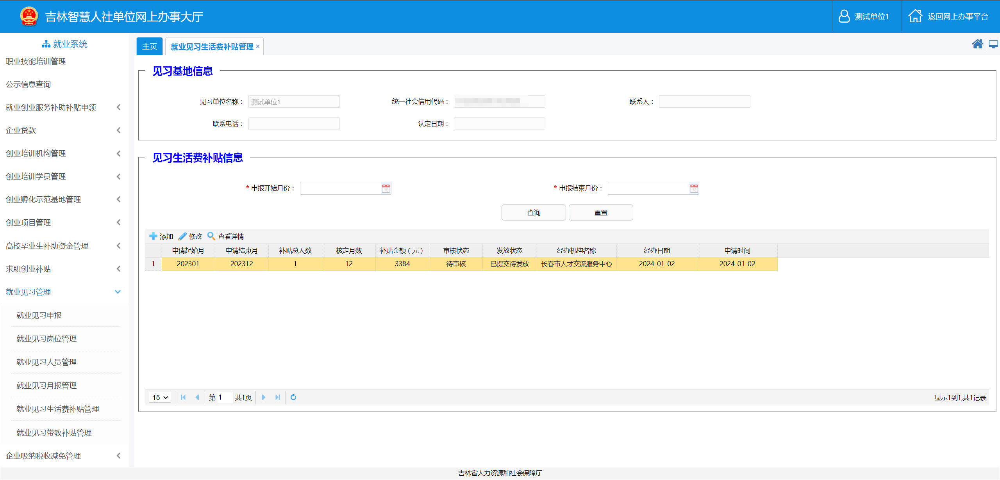 吉林智慧人社单位网上办事大厅
测试单位1
返回网上办事平台
就业系统
职业技能培训管理
公示信息查询
就业创业服务补助补贴申领
企业贷款
创业培训机构管理
创业培训学员管理
创业孵化示范基地管理
创业项目管理
高校毕业生补助资金管理
求职创业补贴
就业见习管理
就业见习申报
就业见习岗位管理
就业见习人员管理
就业见习月报管理
就业见习生活费补贴管理
就业见习带教补贴管理
企业吸纳税收减免管理
主页 就业见习生活费补贴管理 ×
见习基地信息
见习单位名称： 测试单位1 统一社会信用代码： 联系人：
联系电话： 认定日期：
见习生活费补贴信息
* 申报开始月份： * 申报结束月份：
查询 重置
添加 修改 查看详情
申请起始月 申请结束月 补贴总人数 核定月数 补贴金额（元） 审核状态 发放状态 经办机构名称 经办日期 申请时间
1 202301 202312 1 12 3384 待审核 已提交待发放 长春市人才交流服务中心 2024-01-02 2024-01-02
15 第 1 共1页 显示1到1,共1记录
吉林省人力资源和社会保障厅